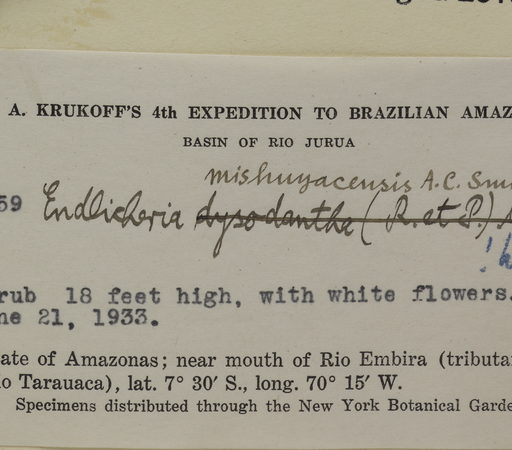 A. KRUKOFF'S 4th EXPEDITION TO BRAZILIAN AMAZ
BASIN OF RIO JURUA
mishuyacensis A.C. Smi
59 Endlicheria dysodantha (R. et P.)
rub 18 feet high, with white flowers.
ne 21, 1933.
ate of Amazonas; near mouth of Rio Embira (tributa
o Tarauaca), lat. 7° 30′ S., long. 70° 15′ W.
Specimens distributed through the New York Botanical Garde